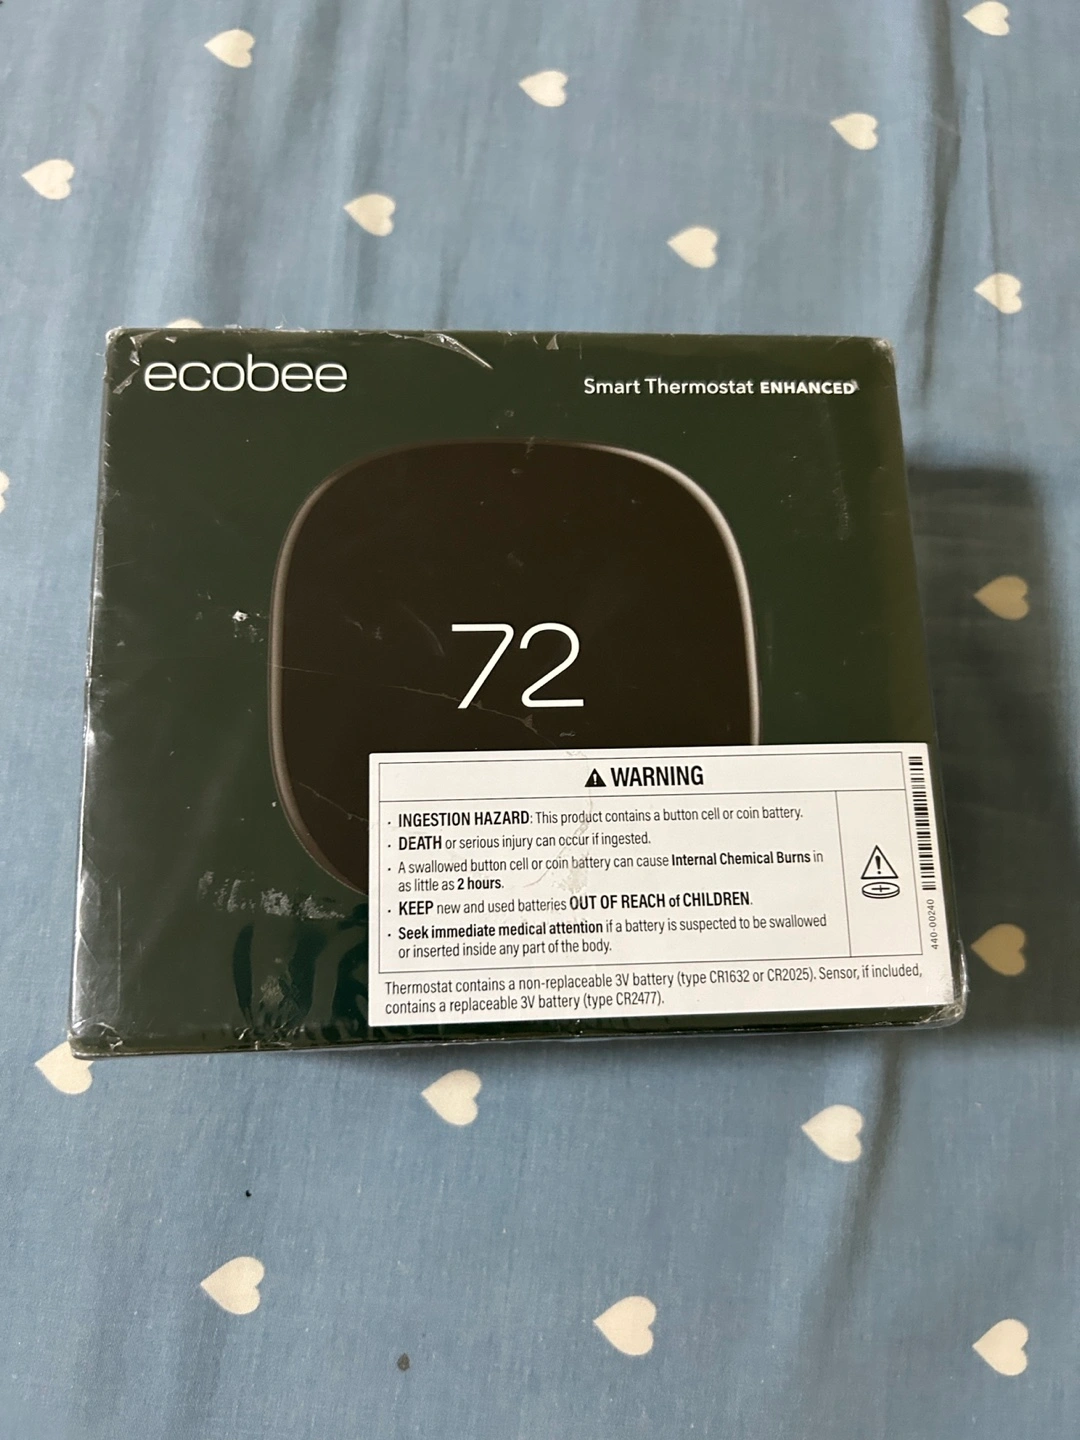 ecobee
Smart Thermostat ENHANCED
72
WARNING
· INGESTION HAZARD: This product contains a button cell or coin battery.
· DEATH or serious injury can occur if ingested.
· A swallowed button cell or coin battery can cause Internal Chemical Burns in
as little as 2 hours.
· KEEP new and used batteries OUT OF REACH of CHILDREN.
· Seek immediate medical attention if a battery is suspected to be swallowed
or inserted inside any part of the body.
440-00240
Thermostat contains a non-replaceable 3V battery (type CR1632 or CR2025). Sensor, if included,
contains a replaceable 3V battery (type CR2477).